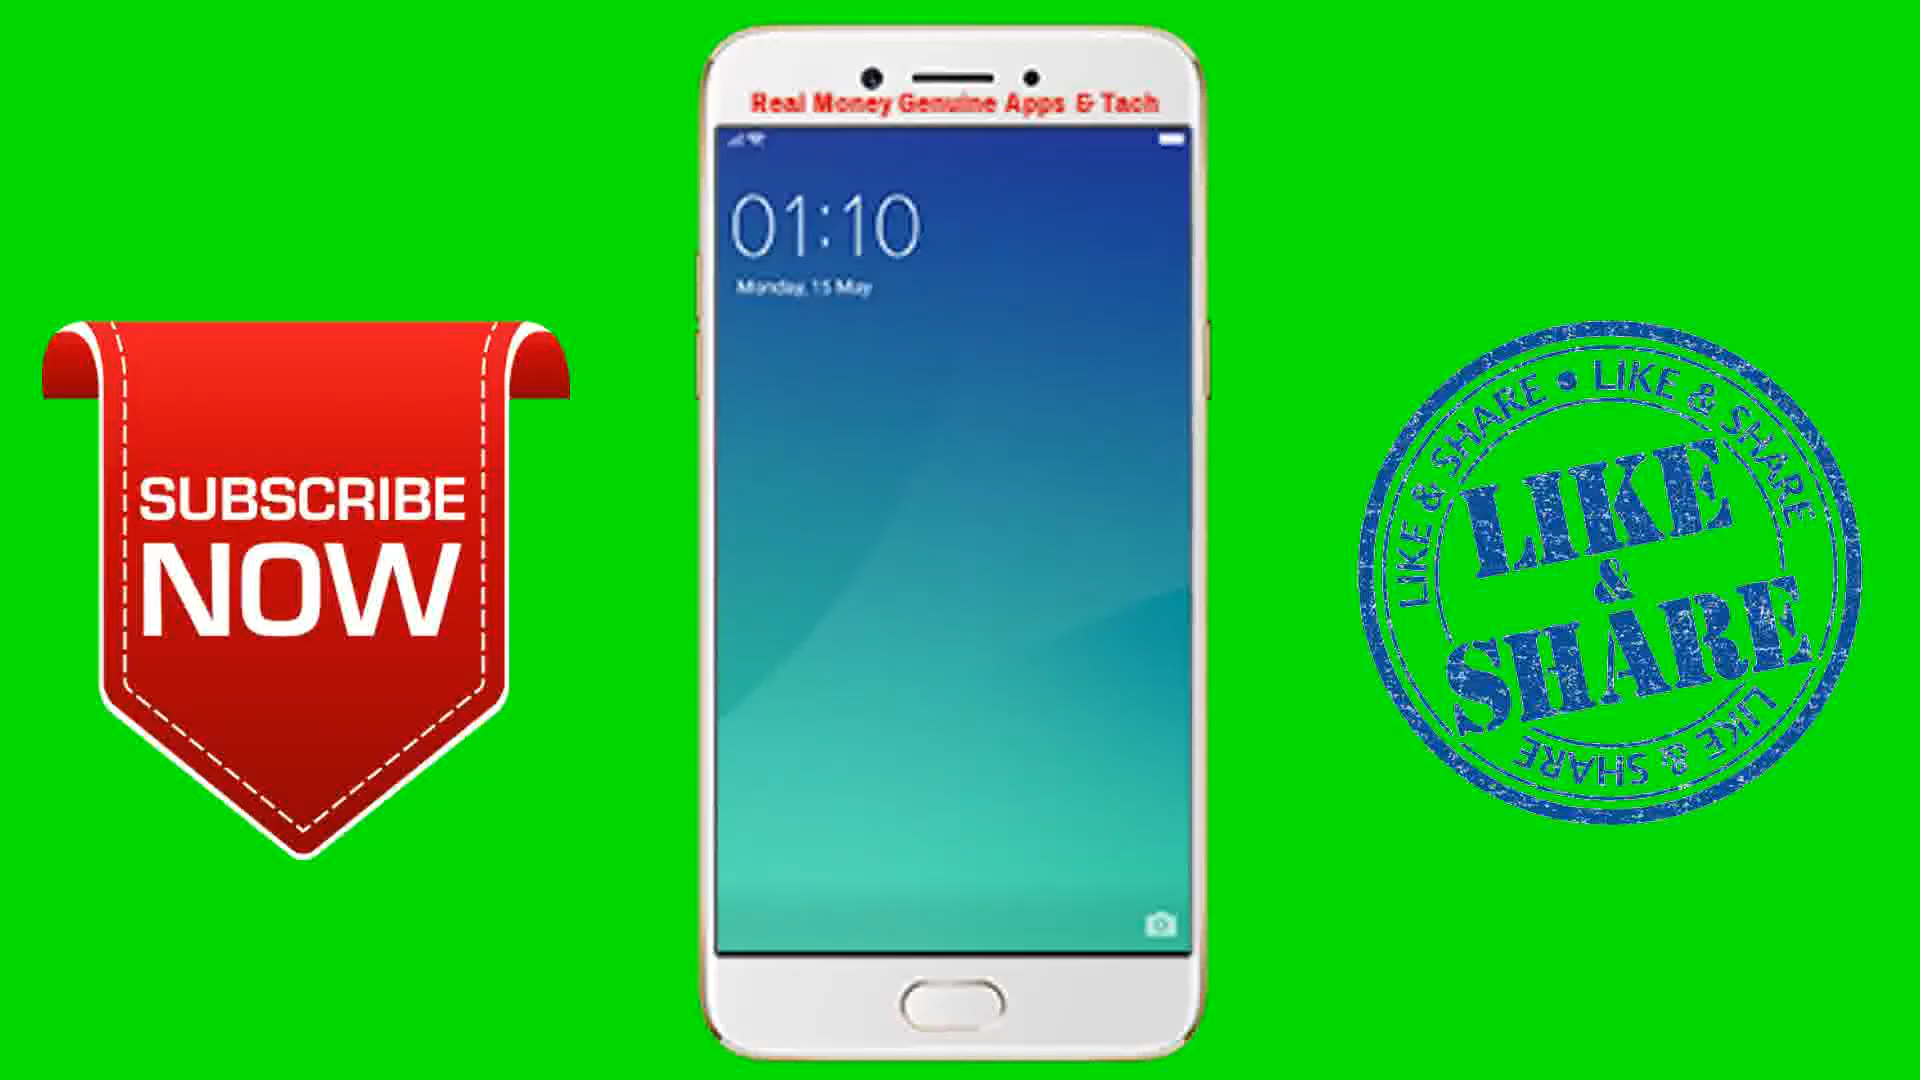 Real Money Genuine Apps & Tach
01:10
Monday, 15 May
SUBSCRIBE
NOW
LIKE & SHARE • LIKE & SHARE
LIKE
&
SHARE
LIKE & SHARE